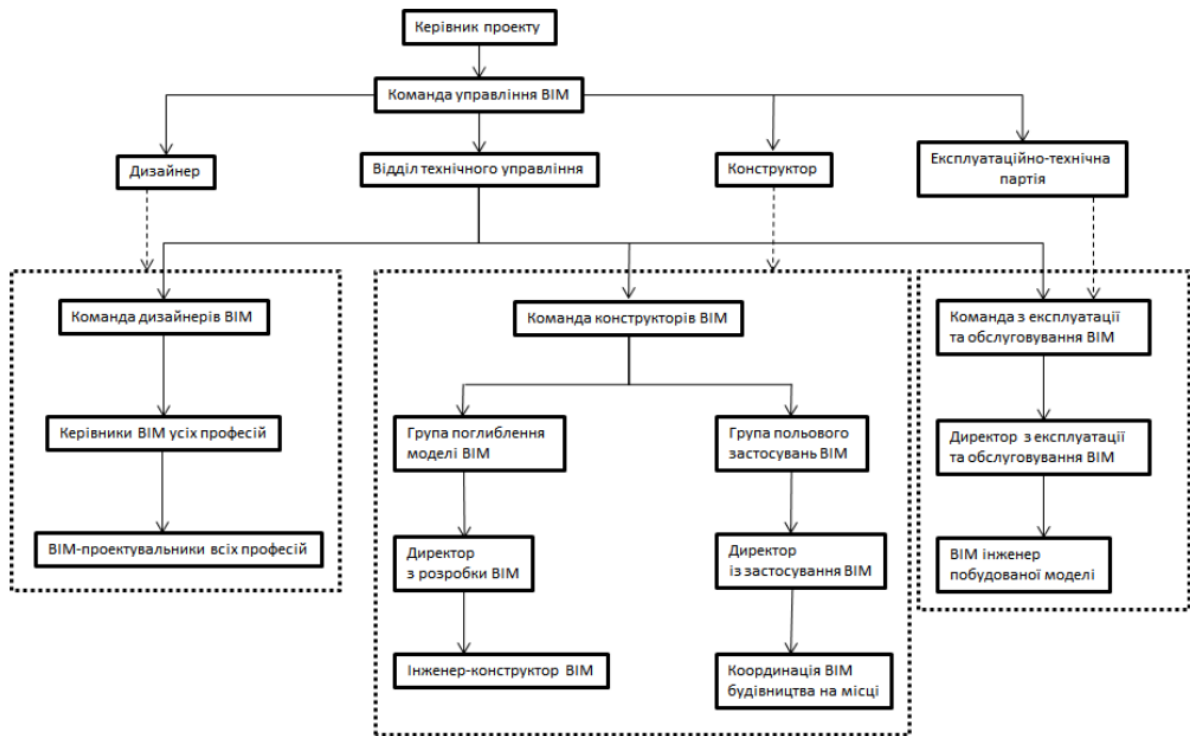 Керівник проекту
Команда управління BIM
Дизайнер
Відділ технічного управління
Конструктор
Експлуатаційно-технічна
партія
Команда дизайнерів BIM
Команда конструкторів BIM
Команда з експлуатації
та обслуговування BIM
Керівники BIM усіх професій
Група поглиблення
моделі BIM
Група польового
застосувань BIM
Директор з експлуатації
та обслуговування BIM
BIM-проектувальники всіх професій
Директор
з розробки BIM
Директор
із застосування BIM
BIM інженер
побудованої моделі
Інженер-конструктор BIM
Координація BIM
будівництва на місці